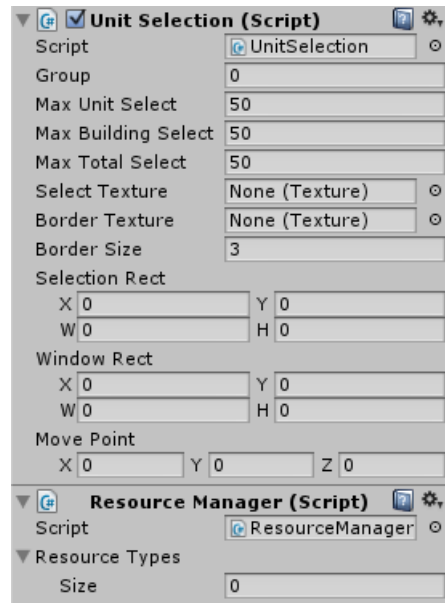 Unit Selection (Script)
Script UnitSelection
Group 0
Max Unit Select 50
Max Building Select 50
Max Total Select 50
Select Texture None (Texture)
Border Texture None (Texture)
Border Size 3
Selection Rect
X 0 Y 0
W 0 H 0
Window Rect
X 0 Y 0
W 0 H 0
Move Point
X 0 Y 0 Z 0
Resource Manager (Script)
Script ResourceManager
Resource Types
Size 0